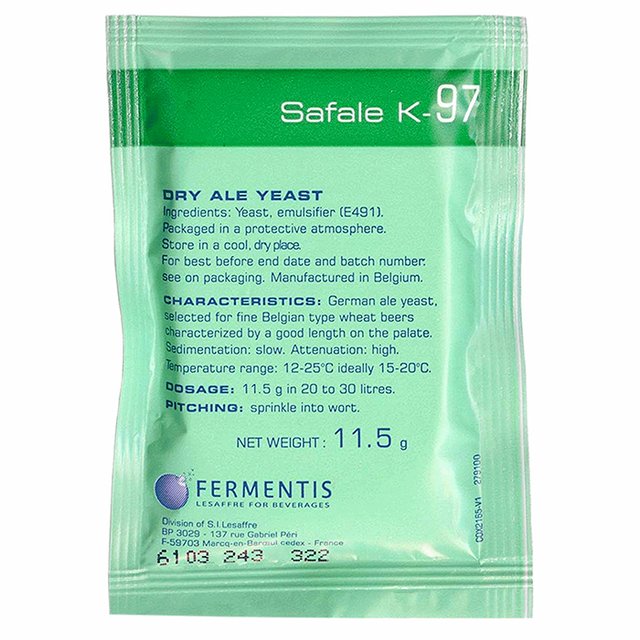 Safale K-97
DRY ALE YEAST
Ingredients: Yeast, emulsifier (E491).
Packaged in a protective atmosphere.
Store in a cool, dry place.
For best before end date and batch number:
see on packaging. Manufactured in Belgium.
CHARACTERISTICS: German ale yeast,
selected for fine Belgian type wheat beers
characterized by a good length on the palate.
Sedimentation: slow. Attenuation: high.
Temperature range: 12-25°C ideally 15-20°C.
DOSAGE: 11.5 g in 20 to 30 litres.
PITCHING: sprinkle into wort.
NET WEIGHT : 11.5 g
FERMENTIS
LESAFFRE FOR BEVERAGES
Division of S.I.Lesaffre
BP 3029 - 137 rue Gabriel Péri
F-59703 Marcq-en-Barœul cedex - France
6103 243 322
CDX2165-V1 279100